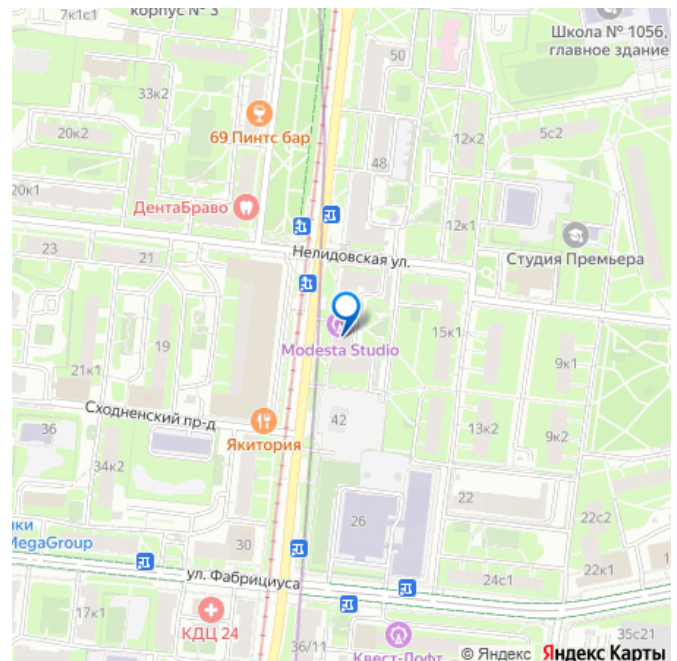 7к1с1
корпус № 3
Школа № 1056,
главное здание
50
33к2
69 Пинтс бар
20к2
12к2
5с2
48
20к1
ДентаБраво
12к1
Студия Премьера
23
21
Нелидовская ул.
19
Modesta Studio
15к1
21к1
9к1
Сходненский пр-д
36
42
13к2
9к2
Якитория
34к2
22
22с2
26
MegaGroup
30
22к1
ул. Фабрициуса
24с1
17к1
КДЦ 24
36/11
Квест-Лофт
35с21
© Яндекс Яндекс Карты